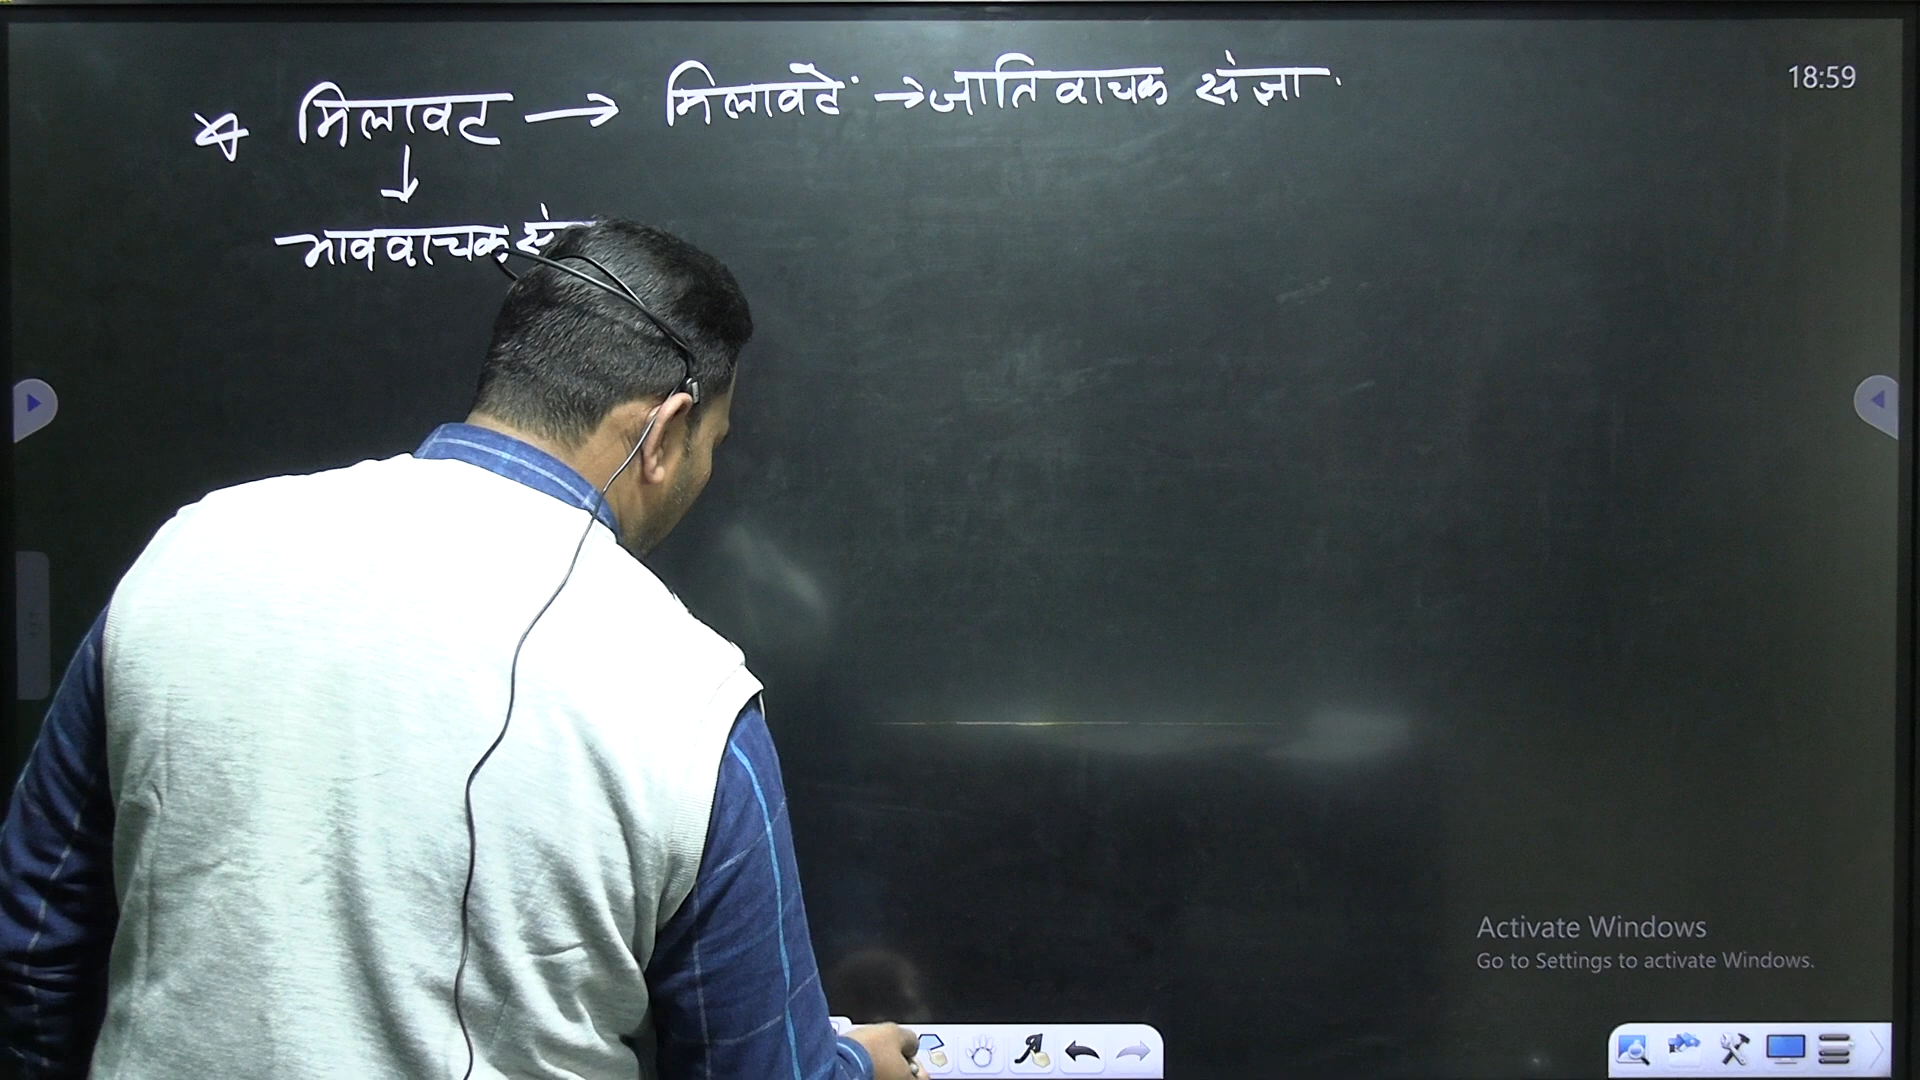 मिलावट → मिलावटें → जातिवाचक संज्ञा
18:59
↓
भाववाचक
Activate Windows
Go to Settings to activate Windows.